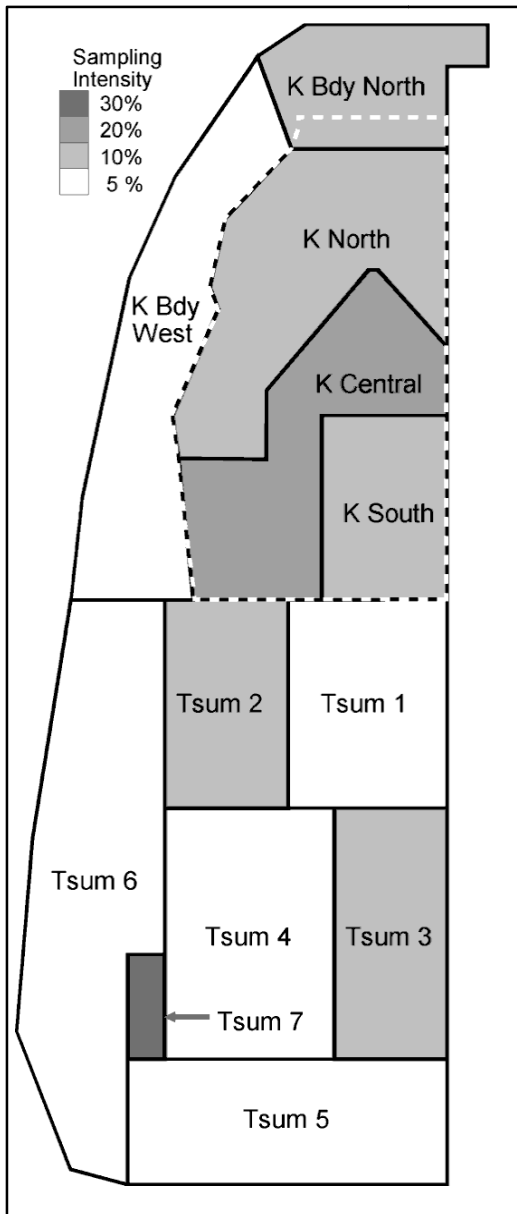 Sampling
Intensity
30%
20%
10%
5 %
K Bdy North
K North
K Bdy
West
K Central
K South
Tsum 2
Tsum 1
Tsum 6
Tsum 4
Tsum 3
Tsum 7
Tsum 5